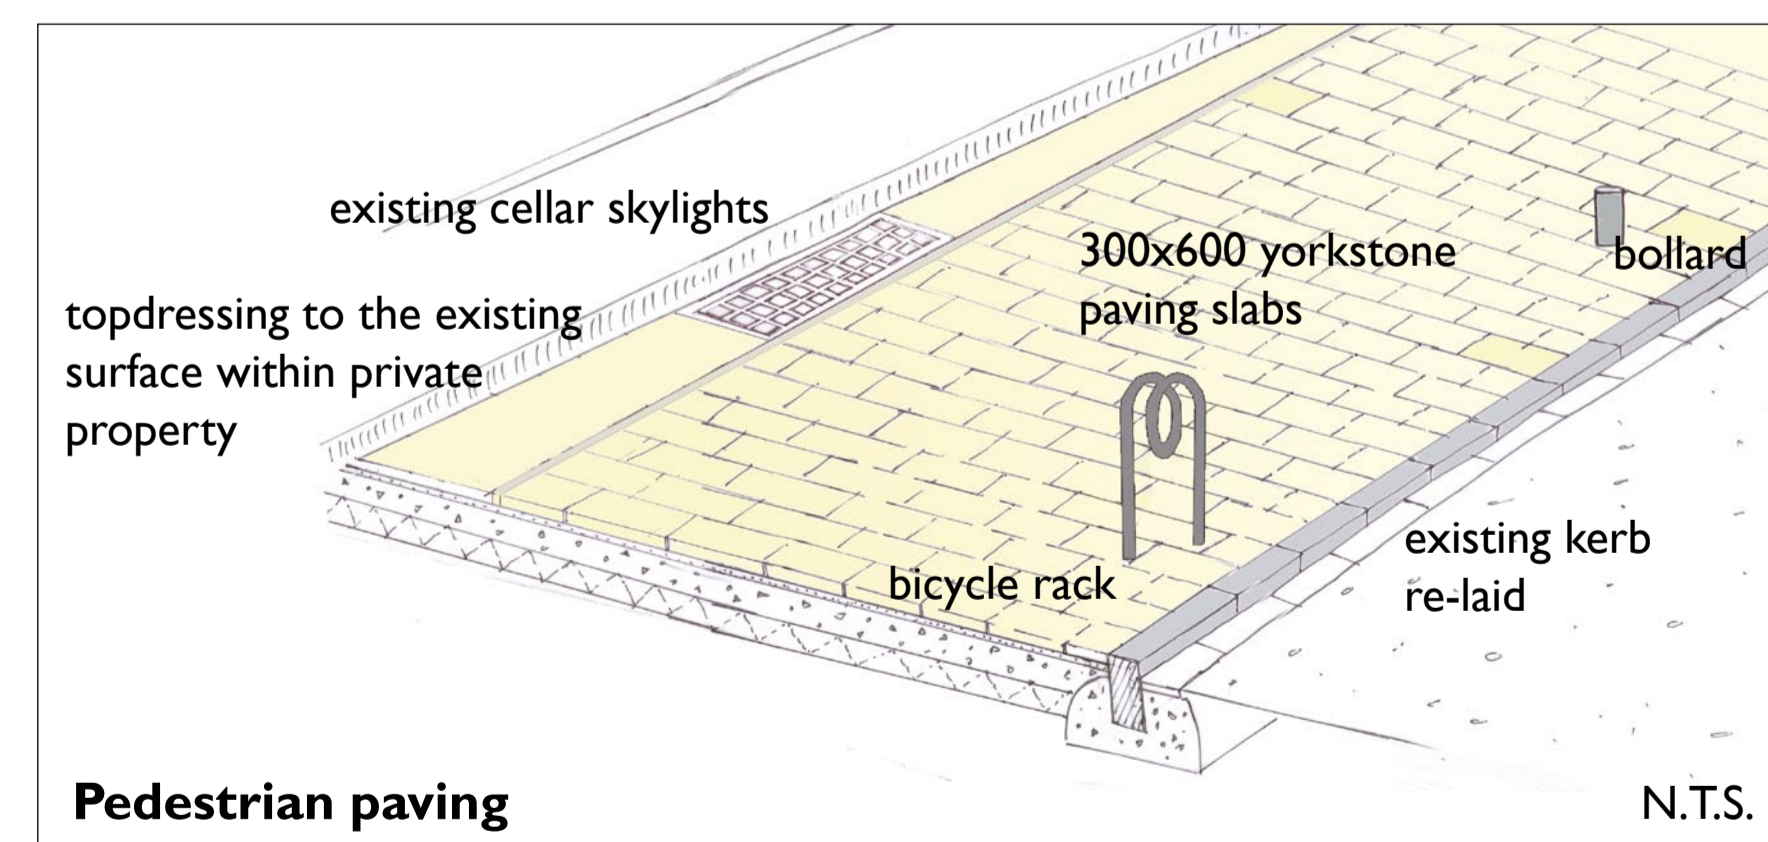 existing cellar skylights
topdressing to the existing
surface within private
property
300x600 yorkstone
paving slabs
bollard
bicycle rack
existing kerb
re-laid
Pedestrian paving
N.T.S.